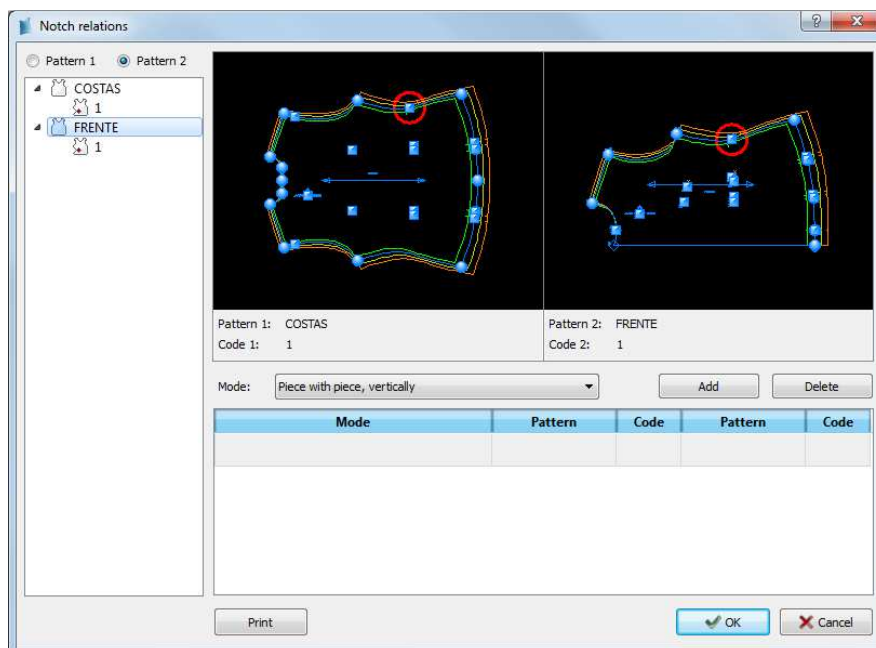 Notch relations
Pattern 1 Pattern 2
COSTAS
1
FRENTE
1
Pattern 1: COSTAS
Code 1: 1
Pattern 2: FRENTE
Code 2: 1
Mode: Piece with piece, vertically Add Delete
Mode Pattern Code Pattern Code
Print OK Cancel